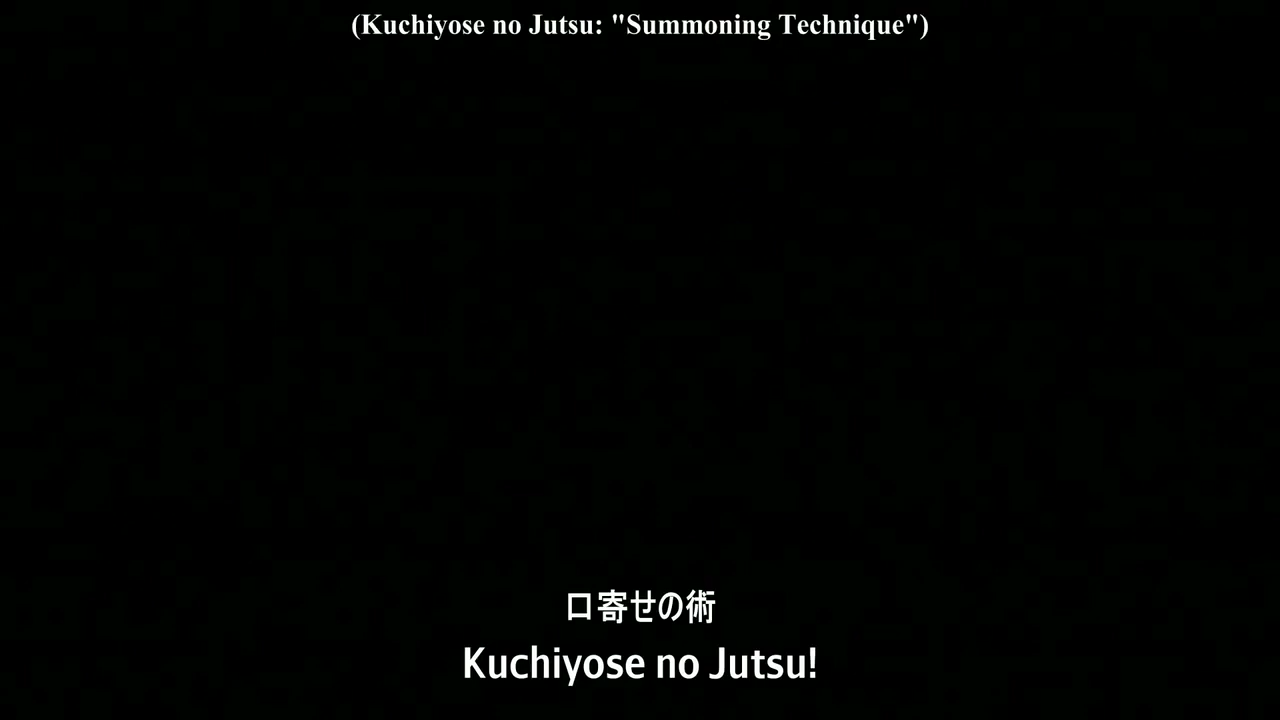 (Kuchiyose no Jutsu: "Summoning Technique")
口寄せの術
Kuchiyose no Jutsu!